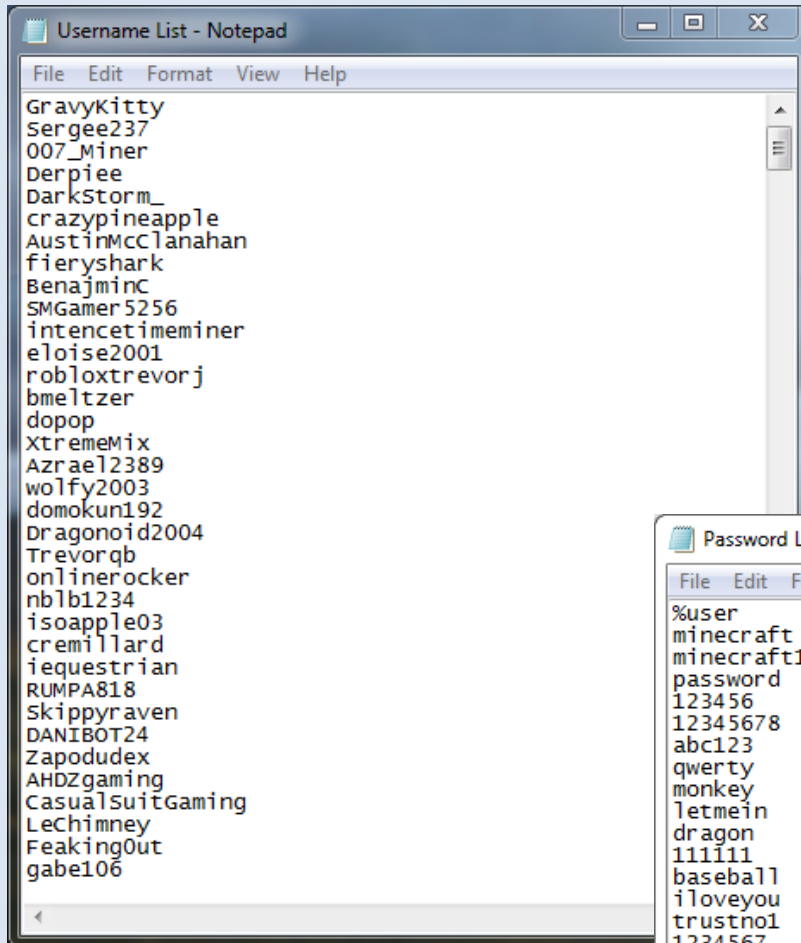 Username List - Notepad
File Edit Format View Help
GravyKitty
Sergee237
007_Miner
Derpiee
DarkStorm_
crazypineapple
AustinMcClanahan
fieryshark
BenajminC
SMGamer5256
intencetimeminer
eloise2001
robloxtrevorj
bmeltzer
dopop
XtremeMix
Azrael2389
wolfy2003
domokun192
Dragonoid2004
Trevorqb
onlinerocker
nblb1234
isoapple03
cremillard
iequestrian
RUMPA818
Skippyraven
DANIBOT24
Zapodudex
AHDZgaming
CasualSuitGaming
LeChimney
FeakingOut
gabe106
Password L
File Edit F
%user
minecraft
minecraft1
password
123456
12345678
abc123
qwerty
monkey
letmein
dragon
111111
baseball
iloveyou
trustno1
1234567